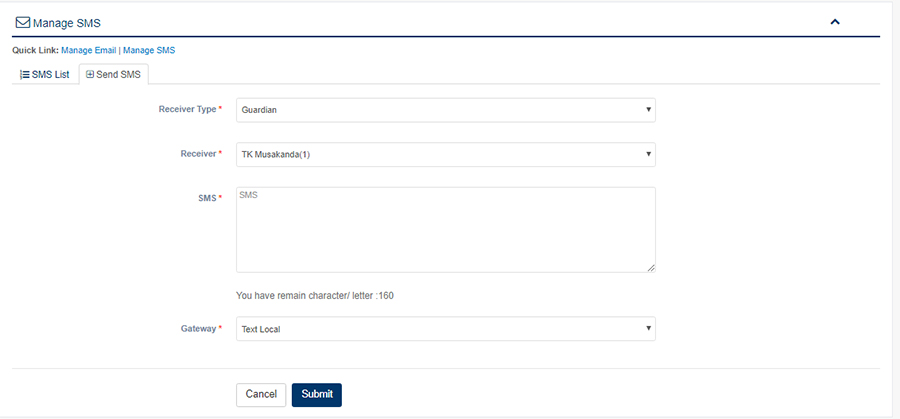 Manage SMS
Quick Link: Manage Email | Manage SMS
SMS List Send SMS
Receiver Type * Guardian
Receiver * TK Musakanda(1)
SMS * SMS
You have remain character/ letter :160
Gateway * Text Local
Cancel Submit